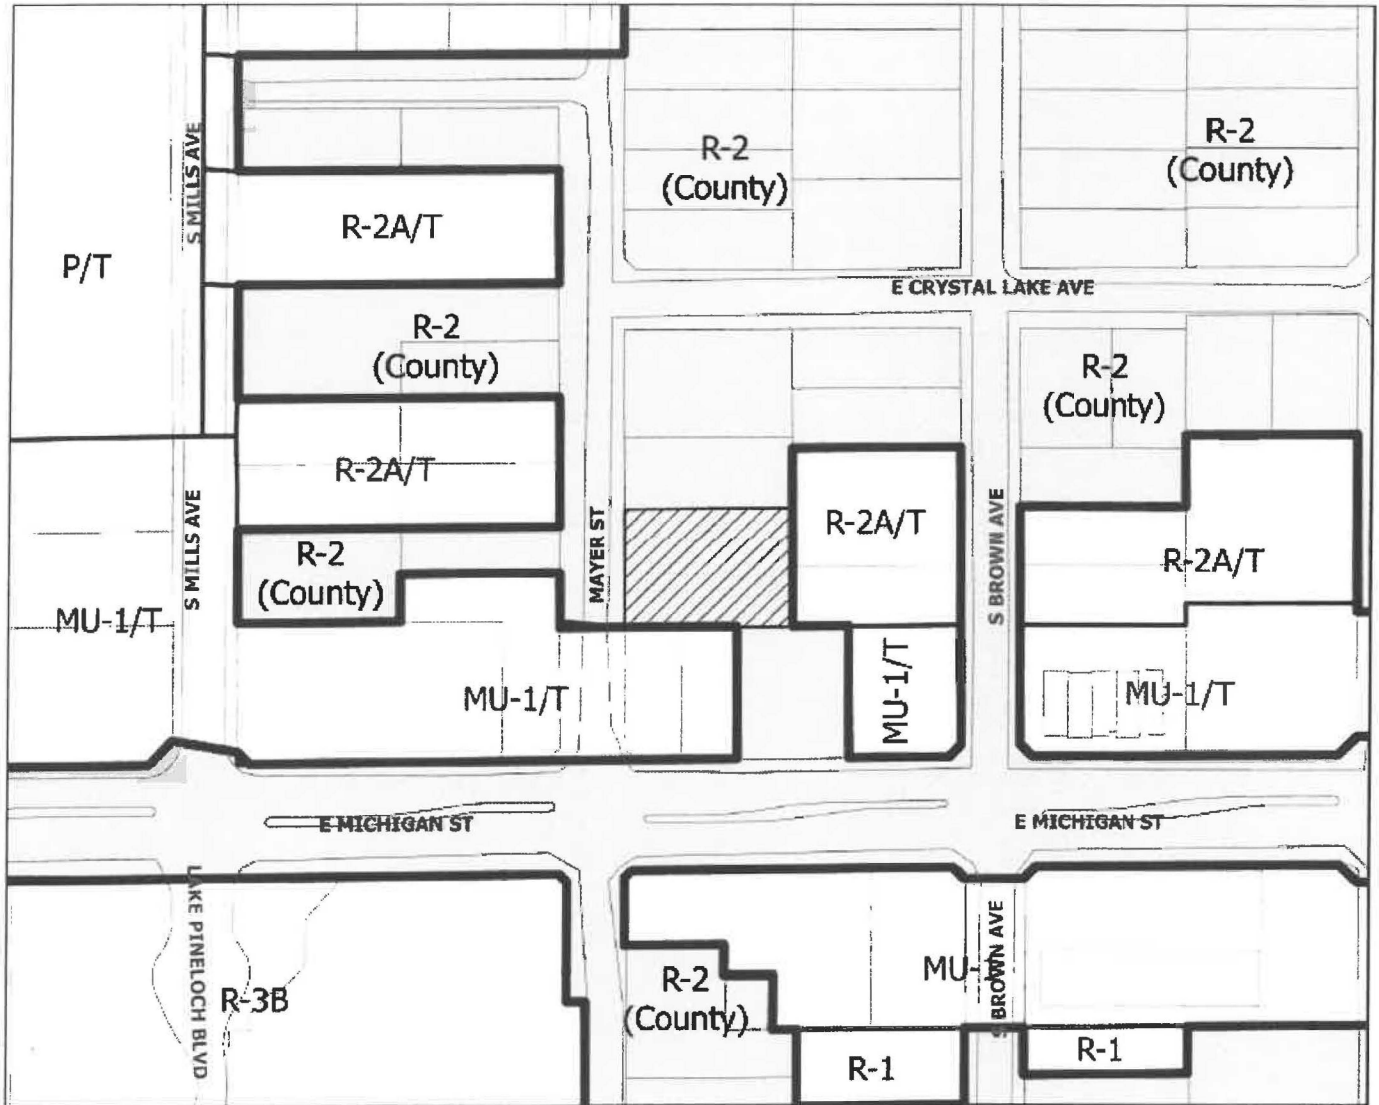 R-2
(County)
R-2
(County)
S MILLS AVE
R-2A/T
P/T
E CRYSTAL LAKE AVE
R-2
(County)
R-2
(County)
R-2A/T
S MILLS AVE
MAYER ST
R-2A/T
S BROWN AVE
R-2A/T
R-2
(County)
MU-1/T
MU-1/T
MU-1/T
MU-1/T
E MICHIGAN ST
E MICHIGAN ST
LAKE PINELOCH BLVD
R-3B
R-2
(County)
MU-
S BROWN AVE
R-1
R-1